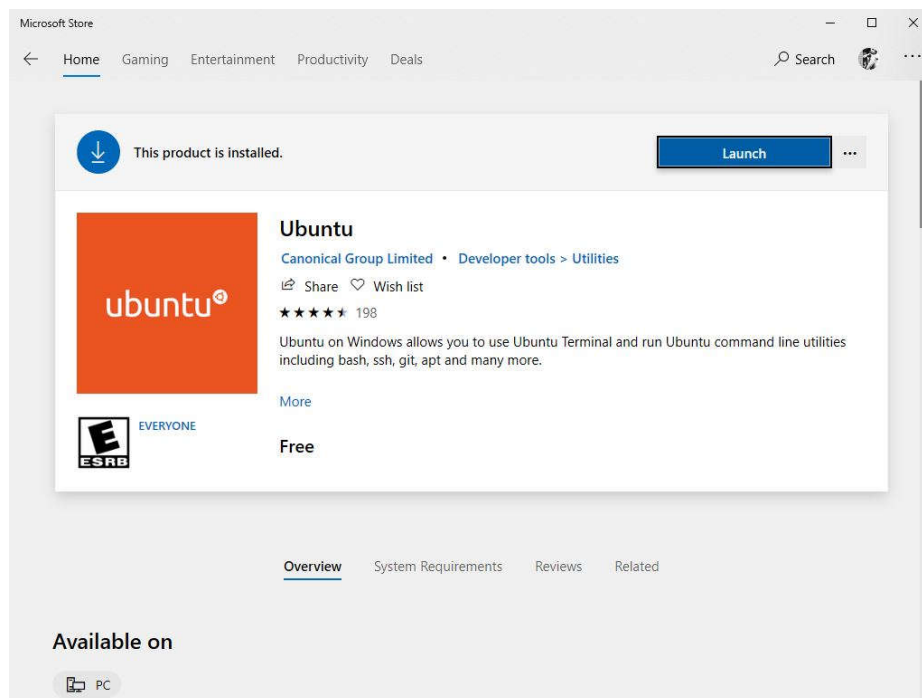 Microsoft Store
Home Gaming Entertainment Productivity Deals Search
This product is installed. Launch
ubuntu
Ubuntu
Canonical Group Limited • Developer tools > Utilities
Share Wish list
198
Ubuntu on Windows allows you to use Ubuntu Terminal and run Ubuntu command line utilities
including bash, ssh, git, apt and many more.
More
E
ESRB
EVERYONE
Free
Overview System Requirements Reviews Related
Available on
PC